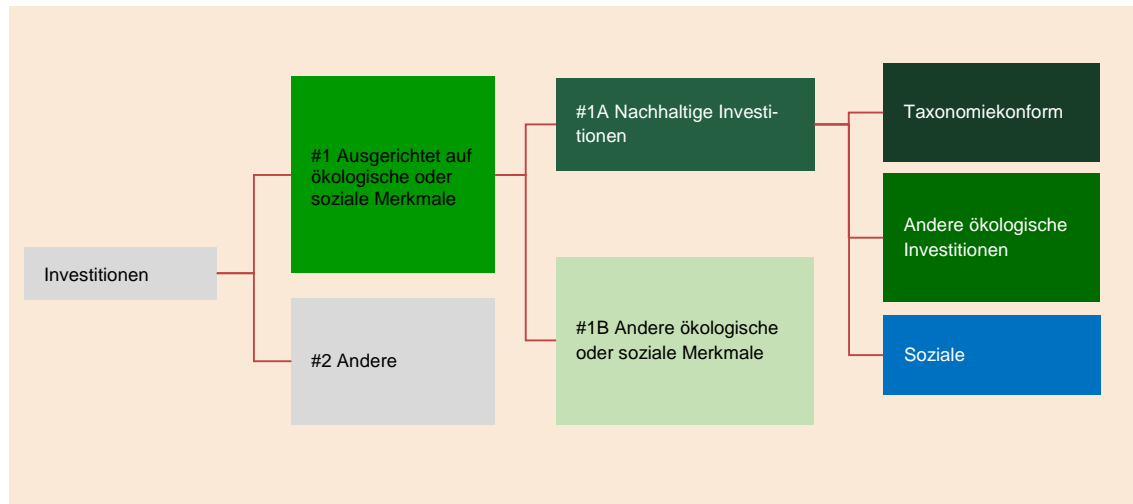 Investitionen
#1 Ausgerichtet auf
ökologische oder
soziale Merkmale
#2 Andere
#1A Nachhaltige Investi-
tionen
#1B Andere ökologische
oder soziale Merkmale
Taxonomiekonform
Andere ökologische
Investitionen
Soziale